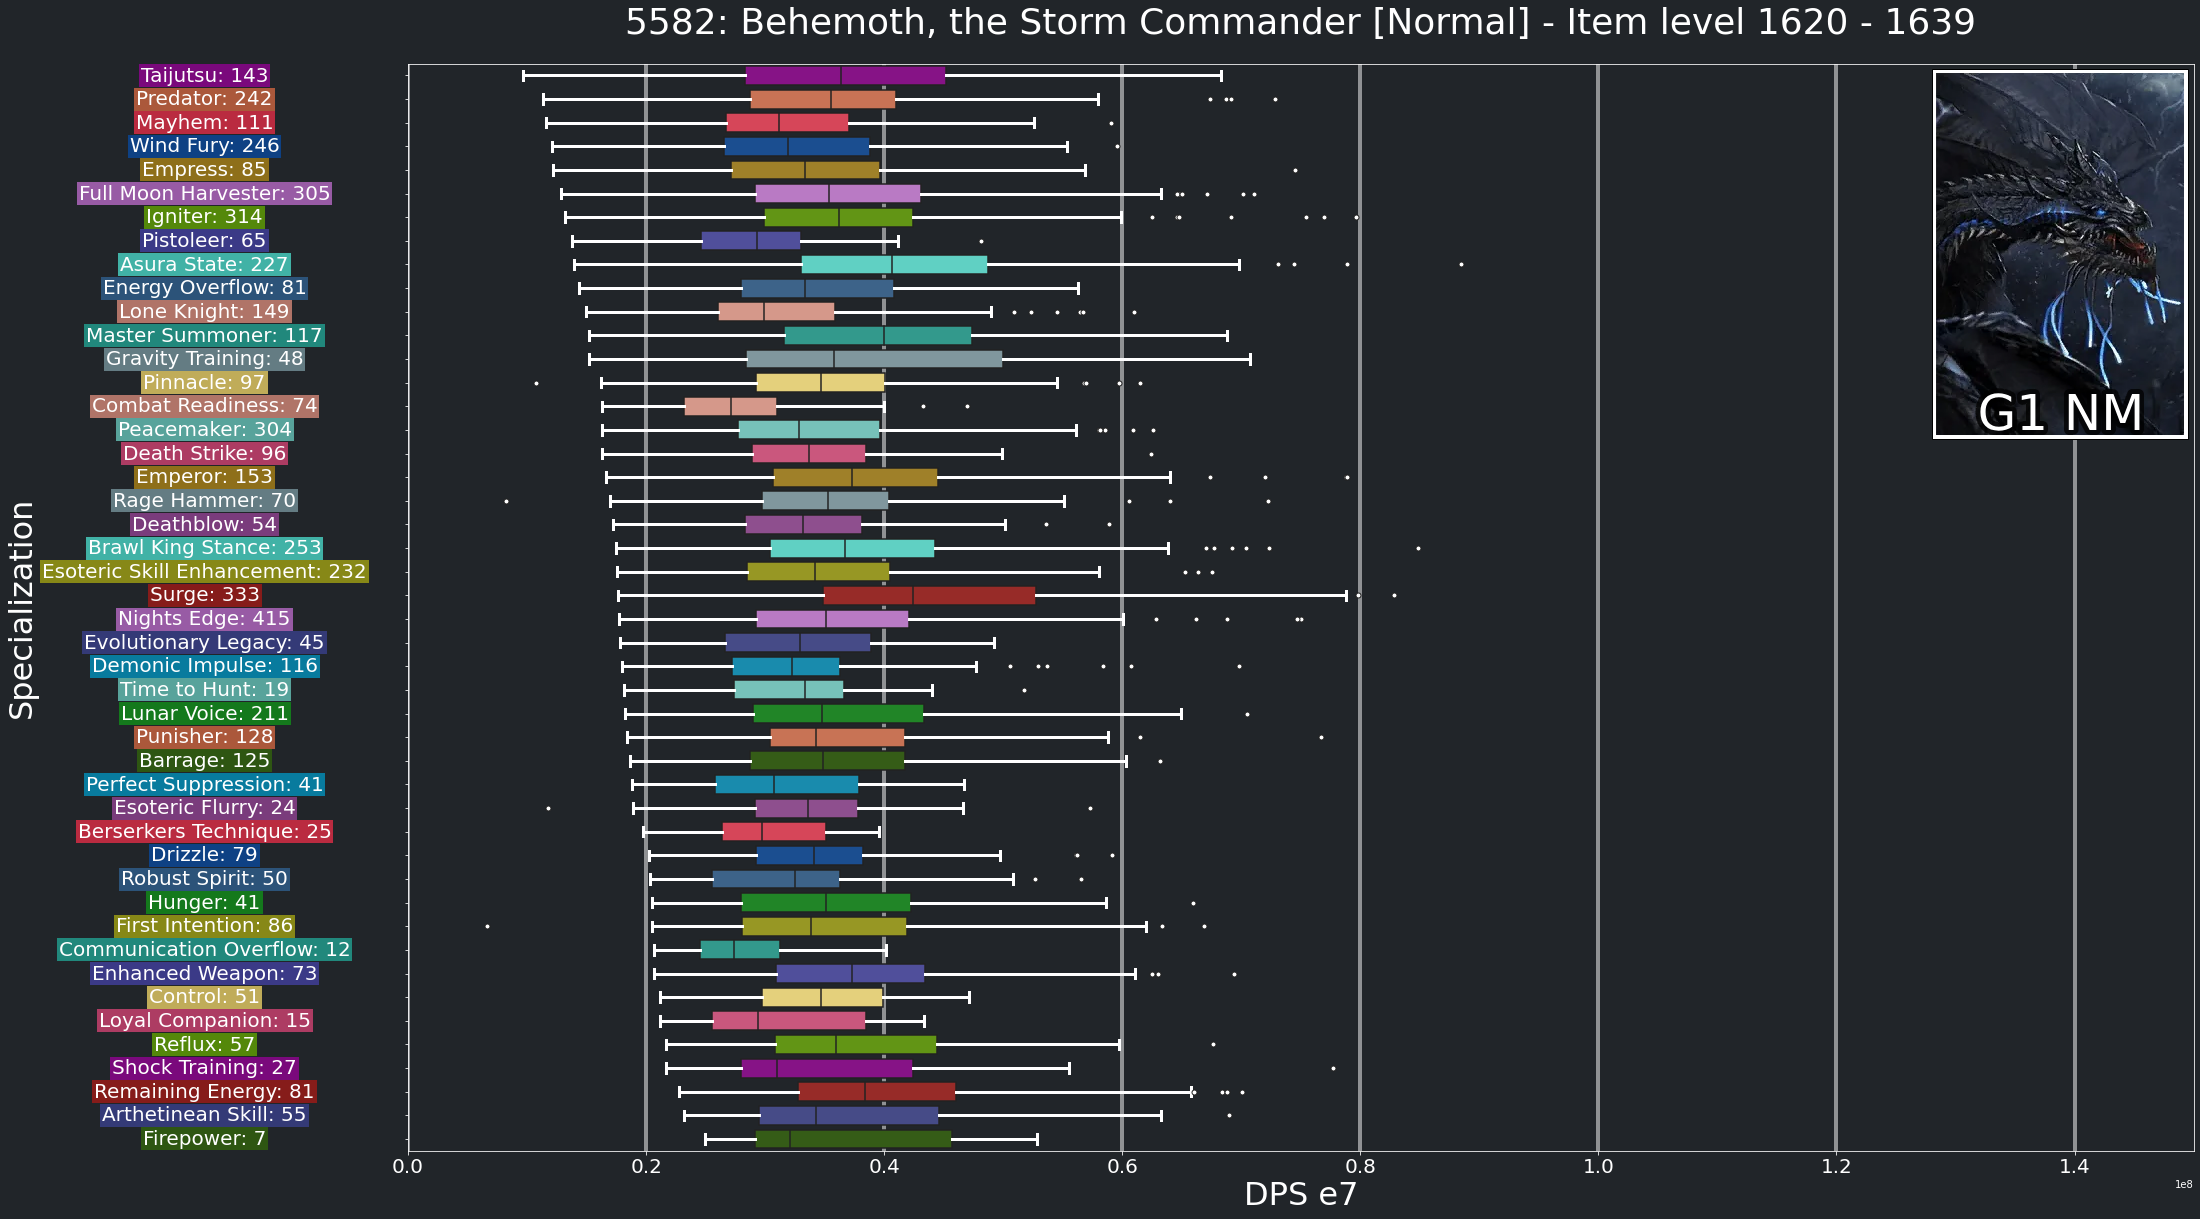 5582: Behemoth, the Storm Commander [Normal] - Item level 1620 - 1639
Taijutsu: 143
Predator: 242
Mayhem: 111
Wind Fury: 246
Empress: 85
Full Moon Harvester: 305
Igniter: 314
Pistoleer: 65
Asura State: 227
Energy Overflow: 81
Lone Knight: 149
Master Summoner: 117
Gravity Training: 48
Pinnacle: 97
Combat Readiness: 74
Peacemaker: 304
Death Strike: 96
Emperor: 153
Rage Hammer: 70
Deathblow: 54
Brawl King Stance: 253
Esoteric Skill Enhancement: 232
Surge: 333
Nights Edge: 415
Evolutionary Legacy: 45
Demonic Impulse: 116
Time to Hunt: 19
Lunar Voice: 211
Punisher: 128
Barrage: 125
Perfect Suppression: 41
Esoteric Flurry: 24
Berserkers Technique: 25
Drizzle: 79
Robust Spirit: 50
Hunger: 41
First Intention: 86
Communication Overflow: 12
Enhanced Weapon: 73
Control: 51
Loyal Companion: 15
Reflux: 57
Shock Training: 27
Remaining Energy: 81
Arthetinean Skill: 55
Firepower: 7
Specialization
G1 NM
0.0 0.2 0.4 0.6 0.8 1.0 1.2 1.4
1e8
DPS e7